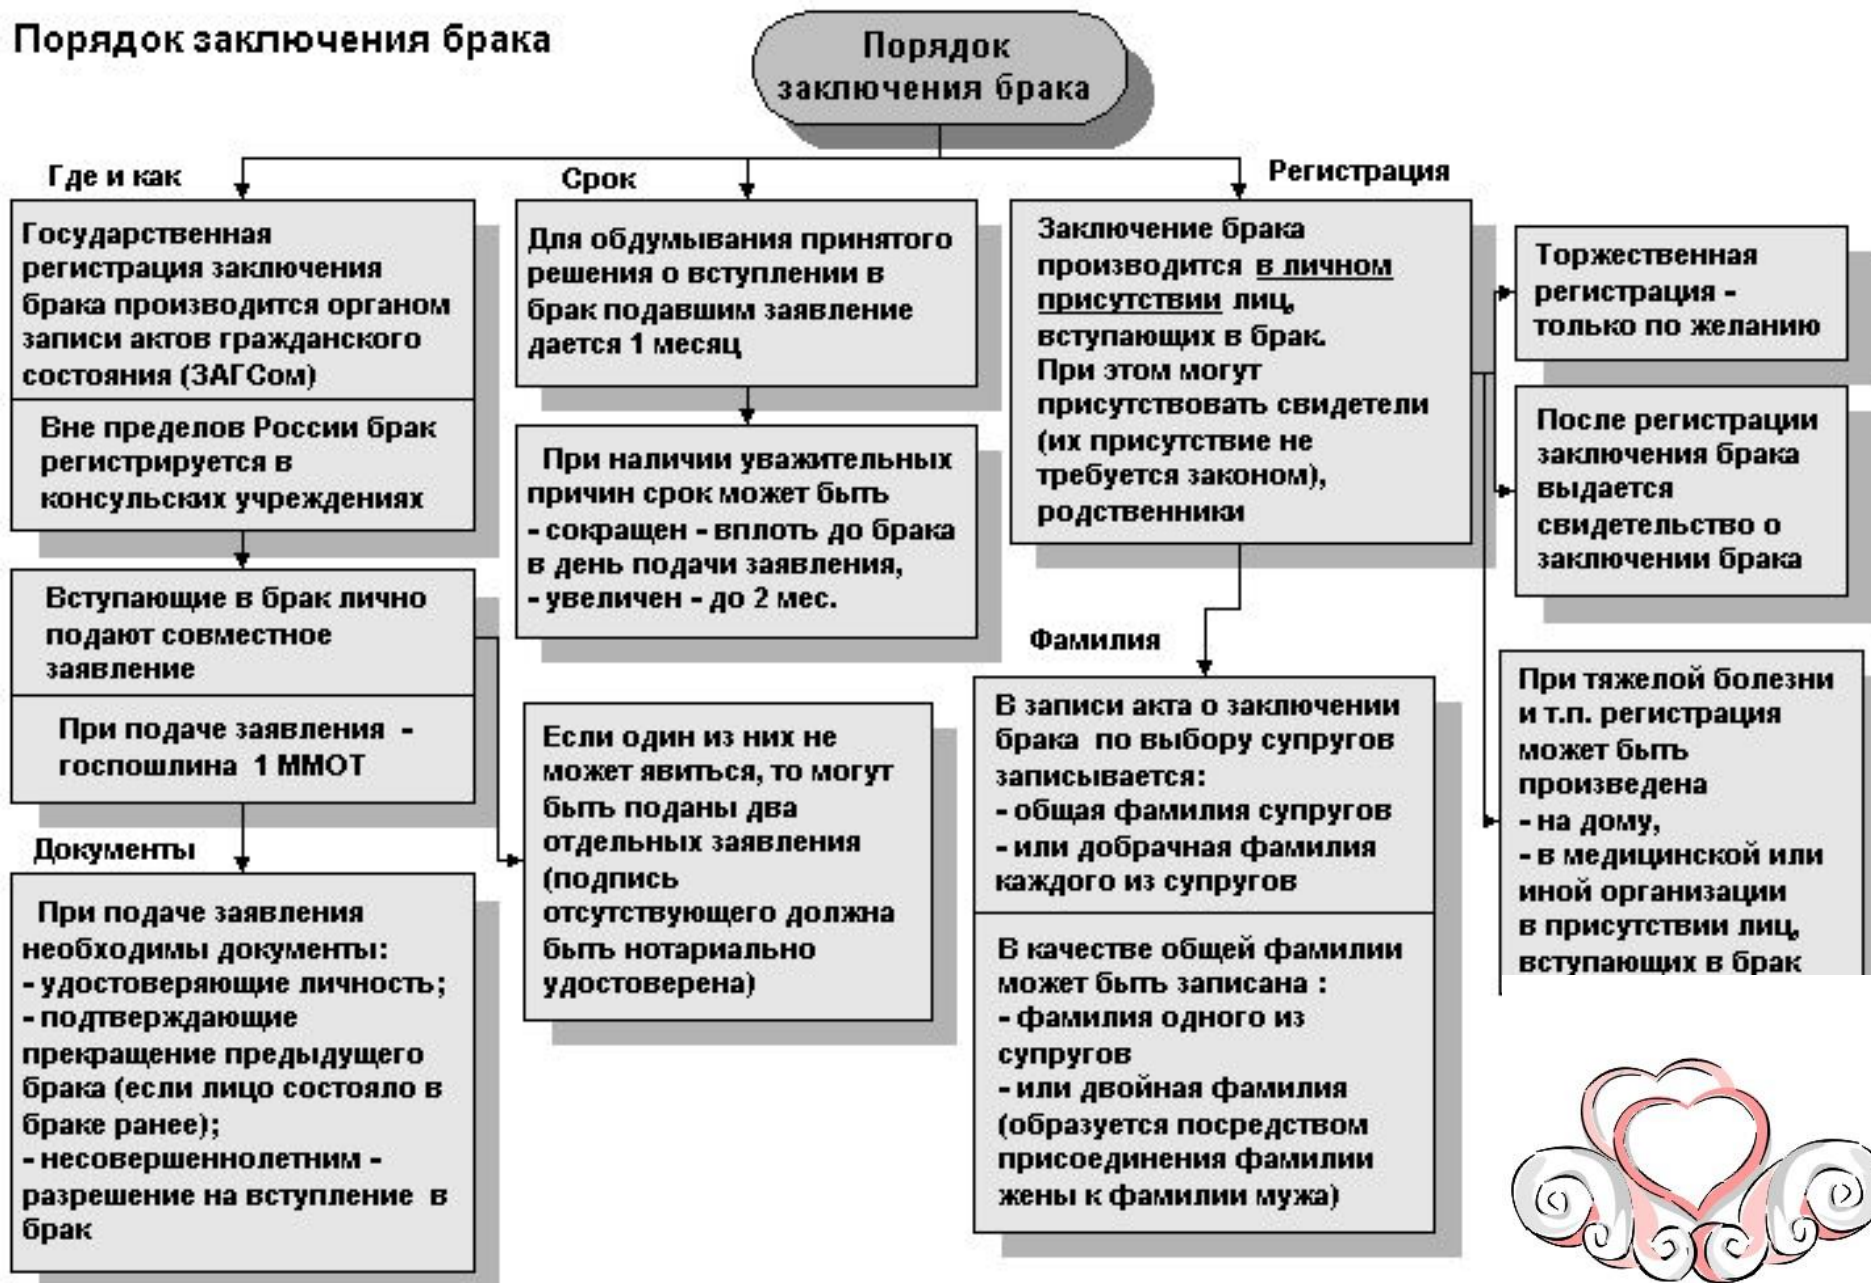 Порядок заключения брака
Порядок
заключения брака
Где и как
Государственная
регистрация заключения
брака производится органом
записи актов гражданского
состояния (ЗАГСом)
Вне пределов России брак
регистрируется в
консульских учреждениях
Вступающие в брак лично
подают совместное
заявление
При подаче заявления -
госпошлина 1 ММОТ
Документы
При подаче заявления
необходимы документы:
- удостоверяющие личность;
- подтверждающие
прекращение предыдущего
брака (если лицо состояло в
браке ранее);
- несовершеннолетним -
разрешение на вступление в
брак
Срок
Для обдумывания принятого
решения о вступлении в
брак подавшим заявление
дается 1 месяц
При наличии уважительных
причин срок может быть
- сокращен - вплоть до брака
в день подачи заявления,
- увеличен - до 2 мес.
Если один из них не
может явиться, то могут
быть поданы два
отдельных заявления
(подпись
отсутствующего должна
быть нотариально
удостоверена)
Регистрация
Заключение брака
производится в личном
присутствии лиц,
вступающих в брак.
При этом могут
присутствовать свидетели
(их присутствие не
требуется законом),
родственники
Фамилия
В записи акта о заключении
брака по выбору супругов
записывается:
- общая фамилия супругов
- или добрачная фамилия
каждого из супругов
В качестве общей фамилии
может быть записана :
- фамилия одного из
супругов
- или двойная фамилия
(образуется посредством
присоединения фамилии
жены к фамилии мужа)
Торжественная
регистрация -
только по желанию
После регистрации
заключения брака
выдается
свидетельство о
заключении брака
При тяжелой болезни
и т.п. регистрация
может быть
произведена
- на дому,
- в медицинской или
иной организации
в присутствии лиц,
вступающих в брак